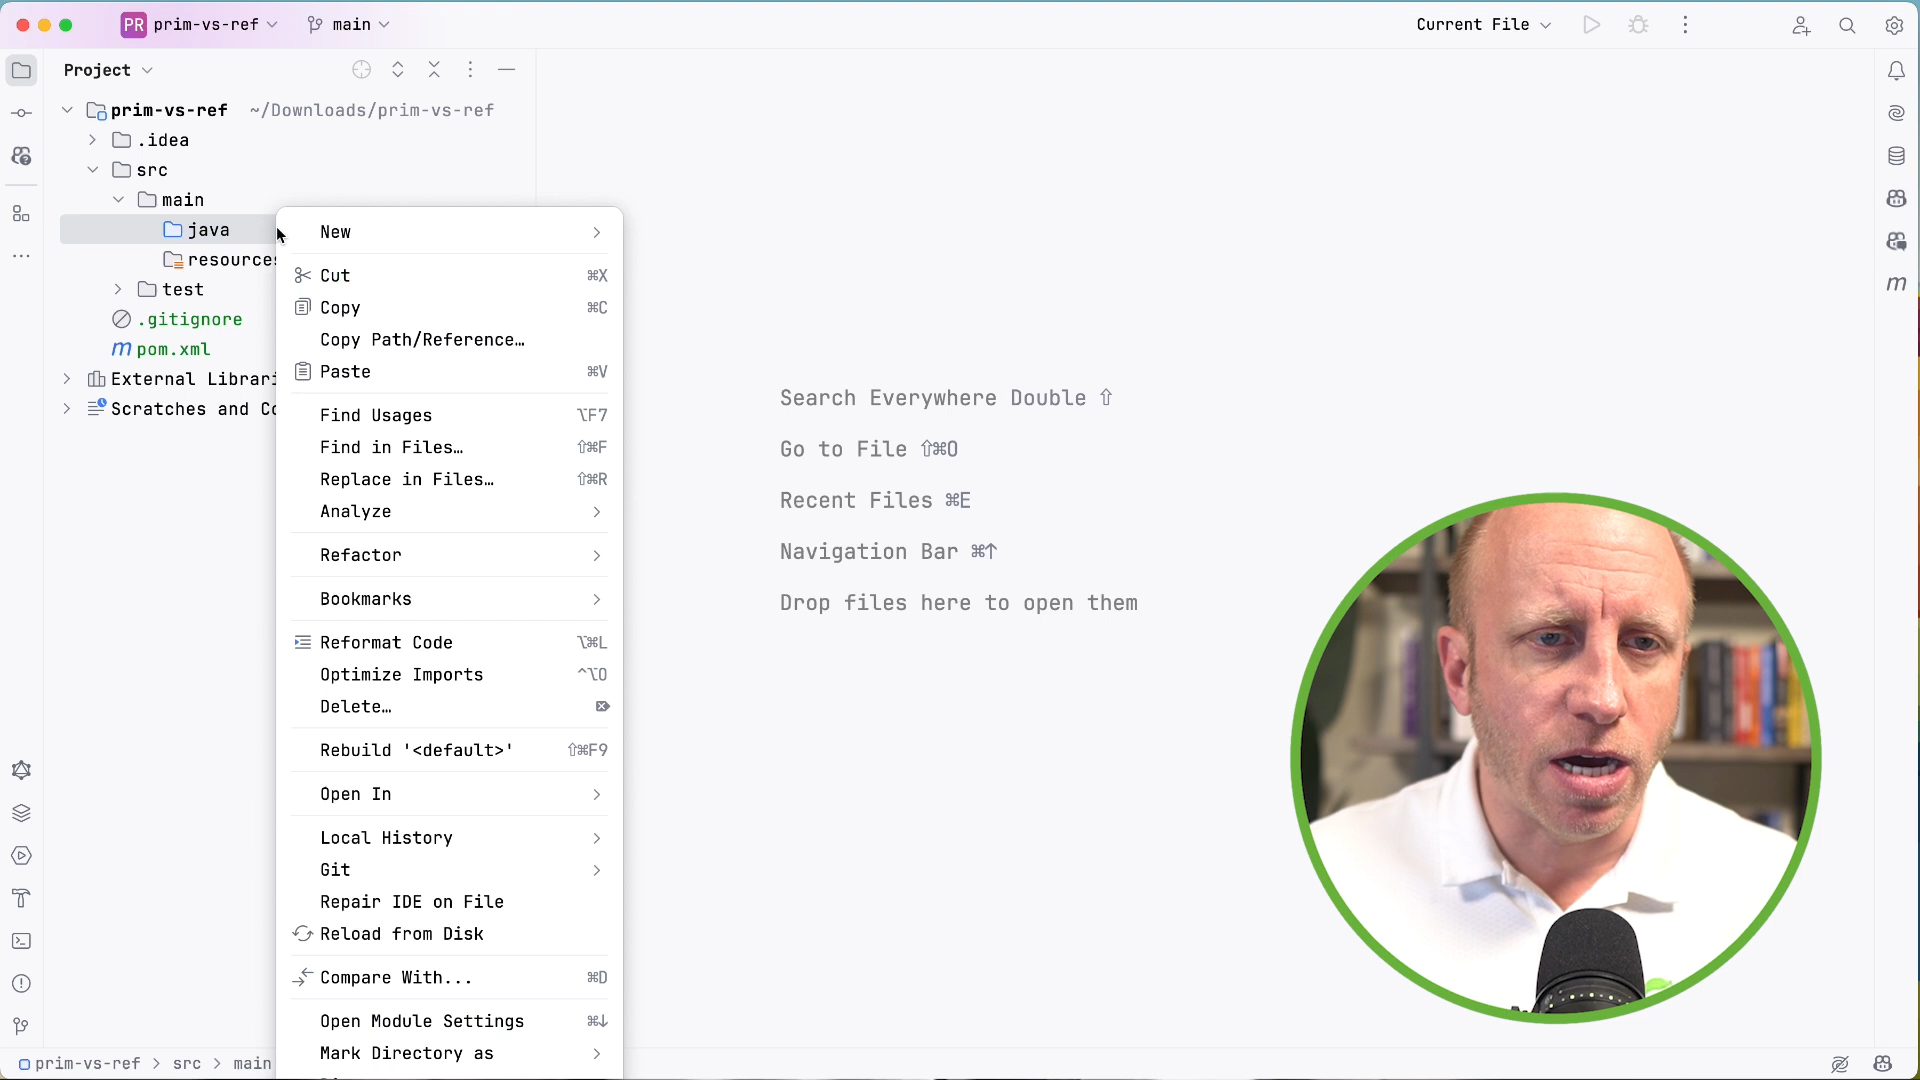 PR prim-vs-ref
main
Current File
Project
prim-vs-ref ~/Downloads/prim-vs-ref
.idea
src
main
java
resources
test
.gitignore
pom.xml
External Librari
Scratches and Co
New
Cut ⌘X
Copy ⌘C
Copy Path/Reference…
Paste ⌘V
Find Usages ⌥F7
Find in Files… ⇧⌘F
Replace in Files… ⇧⌘R
Analyze
Refactor
Bookmarks
Reformat Code ⌥⌘L
Optimize Imports ^⌥O
Delete… ⌦
Rebuild '<default>' ⇧⌘F9
Open In
Local History
Git
Repair IDE on File
Reload from Disk
Compare With... ⌘D
Open Module Settings ⌘↓
Mark Directory as
Search Everywhere Double ⇧
Go to File ⇧⌘O
Recent Files ⌘E
Navigation Bar ⌘↑
Drop files here to open them
m
prim-vs-ref > src > main